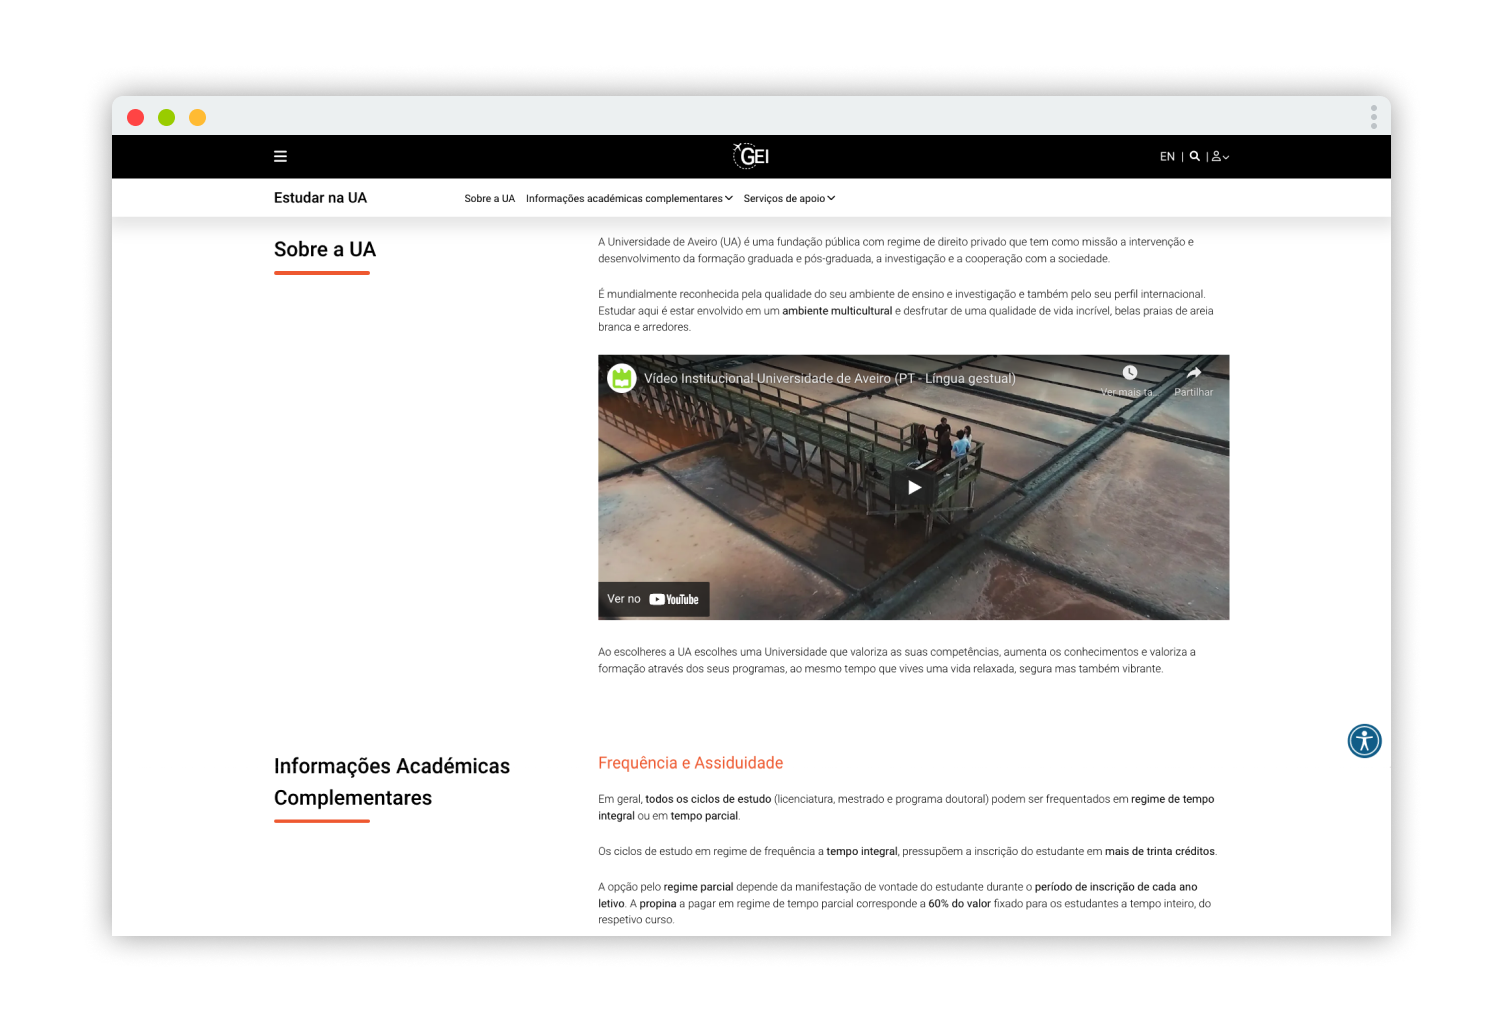 GEI
EN | |
Estudar na UA
Sobre a UA Informações académicas complementares Serviços de apoio
Sobre a UA
A Universidade de Aveiro (UA) é uma fundação pública com regime de direito privado que tem como missão a intervenção e
desenvolvimento da formação graduada e pós-graduada, a investigação e a cooperação com a sociedade.
É mundialmente reconhecida pela qualidade do seu ambiente de ensino e investigação e também pelo seu perfil internacional.
Estudar aqui é estar envolvido em um ambiente multicultural e desfrutar de uma qualidade de vida incrível, belas praias de areia
branca e arredores.
Vídeo Institucional Universidade de Aveiro (PT - Língua gestual)
Ver mais ta...
Partilhar
Ver no YouTube
Ao escolheres a UA escolhes uma Universidade que valoriza as suas competências, aumenta os conhecimentos e valoriza a
formação através dos seus programas, ao mesmo tempo que vives uma vida relaxada, segura mas também vibrante.
Informações Académicas
Complementares
Frequência e Assiduidade
Em geral, todos os ciclos de estudo (licenciatura, mestrado e programa doutoral) podem ser frequentados em regime de tempo
integral ou em tempo parcial.
Os ciclos de estudo em regime de frequência a tempo integral, pressupõem a inscrição do estudante em mais de trinta créditos.
A opção pelo regime parcial depende da manifestação de vontade do estudante durante o período de inscrição de cada ano
letivo. A propina a pagar em regime de tempo parcial corresponde a 60% do valor fixado para os estudantes a tempo inteiro, do
respetivo curso.